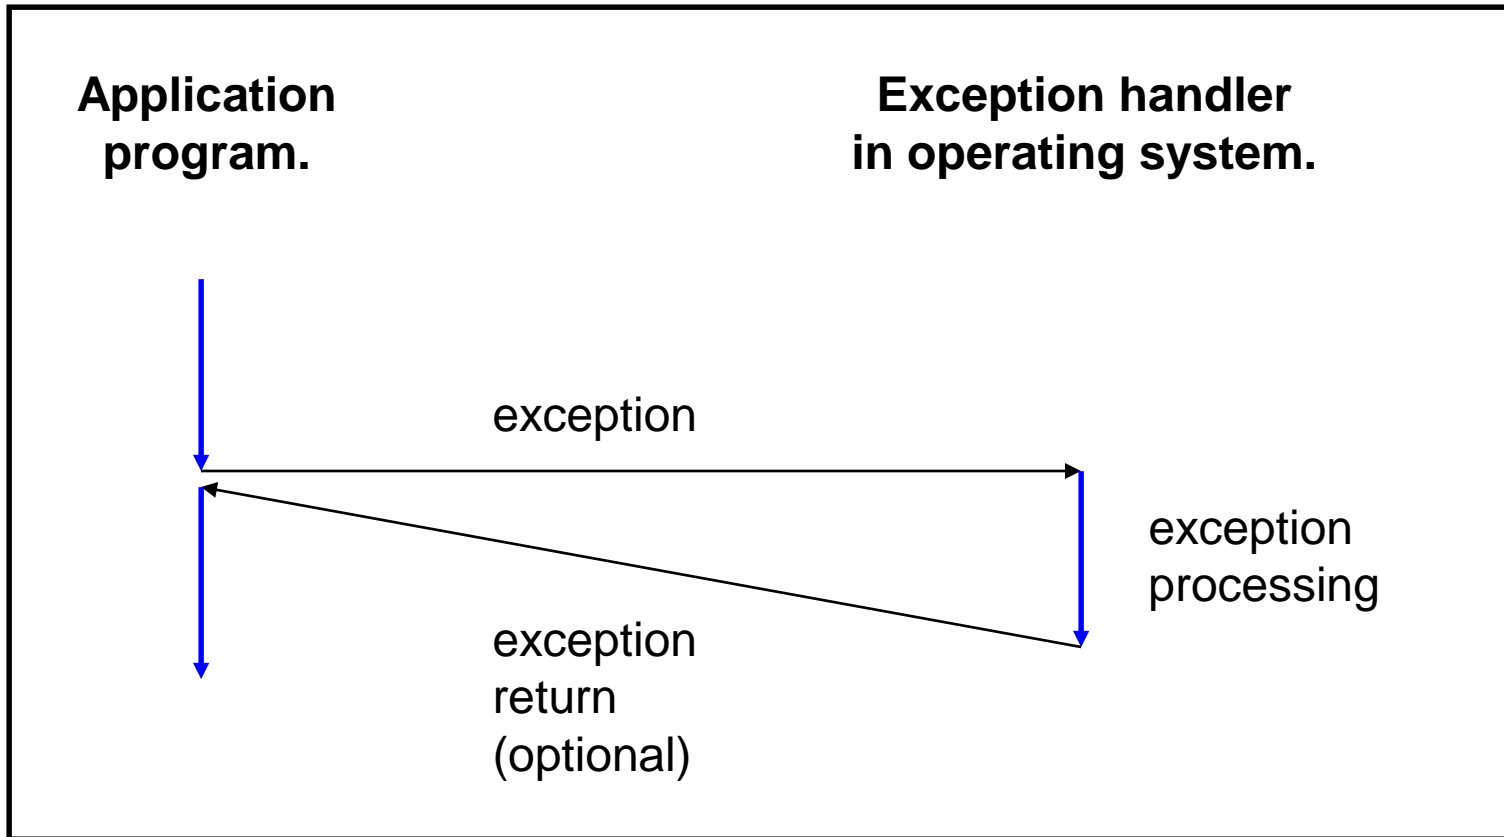 Application
program.
Exception handler
in operating system.
exception
exception
processing
exception
return
(optional)